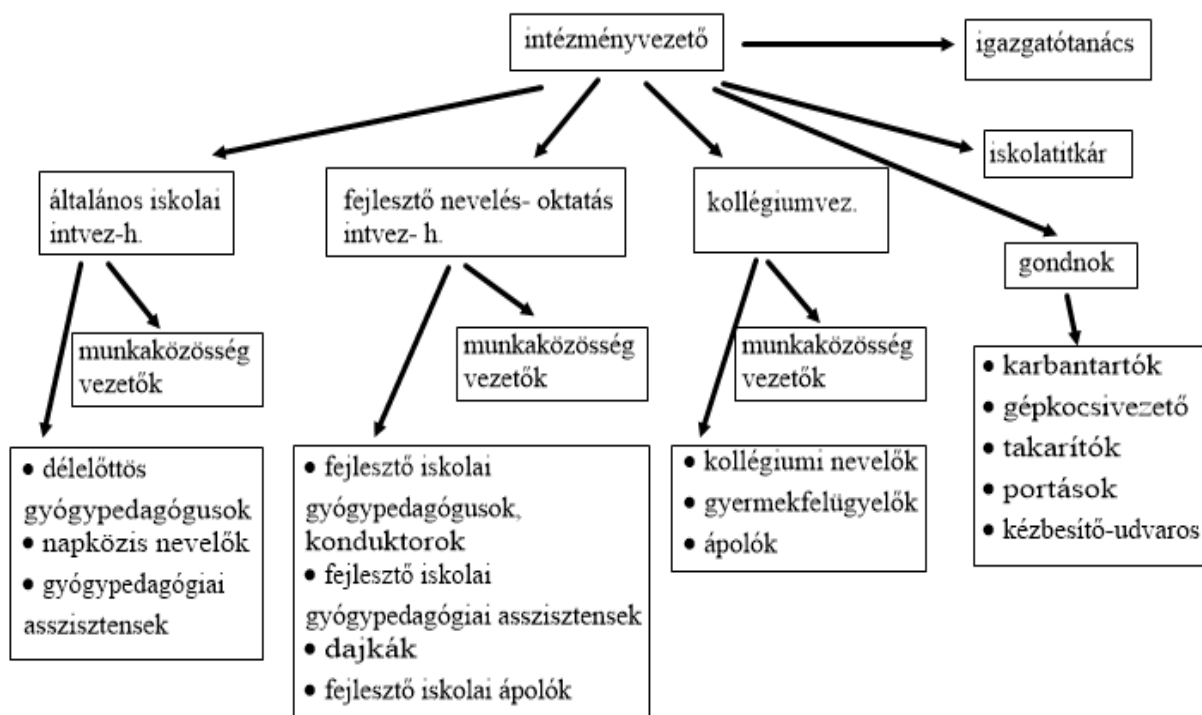 intézményvezető
igazgatótanács
iskolatitkár
általános iskolai
intvez-h.
fejlesztő nevelés- oktatás
intvez- h.
kollégiumvez.
gondnok
munkaközösség
vezetők
munkaközösség
vezetők
munkaközösség
vezetők
• délelőttös
gyógypedagógusok
• napközis nevelők
• gyógypedagógiai
asszisztensek
• fejlesztő iskolai
gyógypedagógusok,
konduktorok
• fejlesztő iskolai
gyógypedagógiai asszisztensek
• dajkák
• fejlesztő iskolai ápolók
• kollégiumi nevelők
• gyermekfelügyelők
• ápolók
• karbantartók
• gépkocsivezető
• takarítók
• portások
• kézbesítő-udvaros